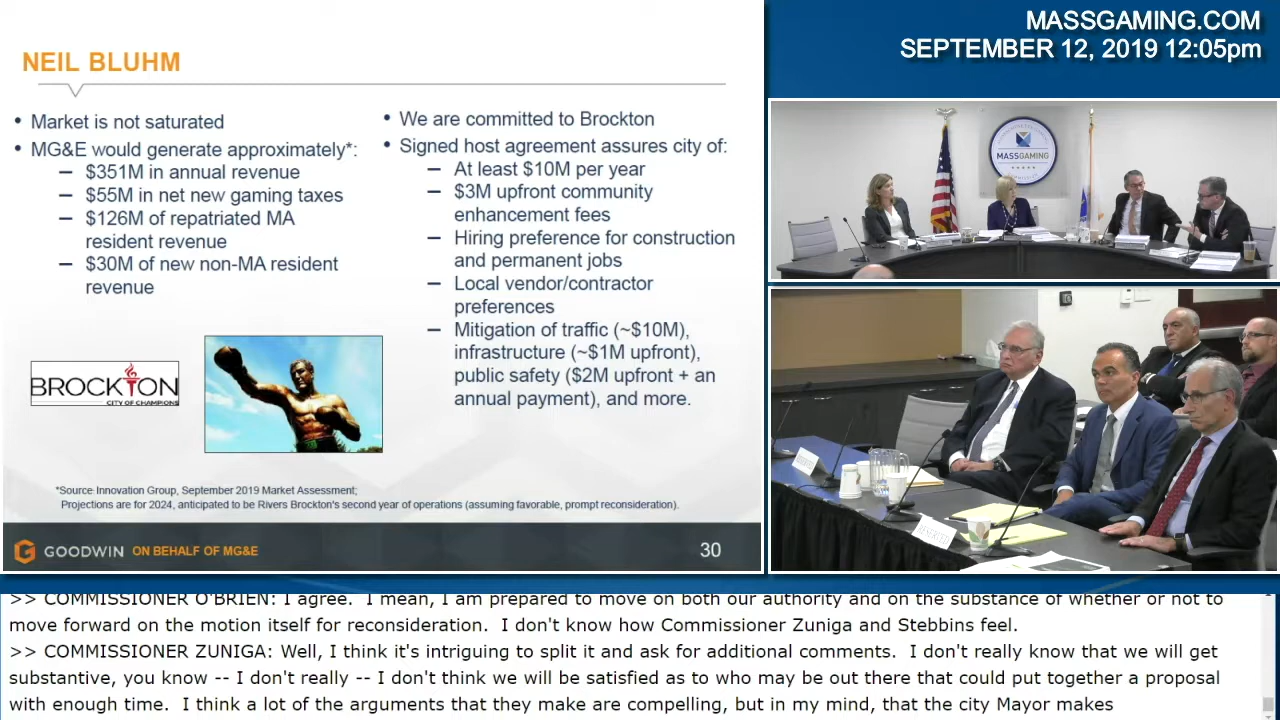 MASSGAMING.COM
SEPTEMBER 12, 2019 12:05pm
NEIL BLUHM
• Market is not saturated
• MG&E would generate approximately*:
– $351M in annual revenue
– $55M in net new gaming taxes
– $126M of repatriated MA
resident revenue
– $30M of new non-MA resident
revenue
• We are committed to Brockton
• Signed host agreement assures city of:
– At least $10M per year
– $3M upfront community
enhancement fees
– Hiring preference for construction
and permanent jobs
– Local vendor/contractor
preferences
– Mitigation of traffic (~$10M),
infrastructure (~$1M upfront),
public safety ($2M upfront + an
annual payment), and more.
BROCKTON
CITY OF CHAMPIONS
*Source: Innovation Group, September 2019 Market Assessment;
Projections are for 2024, anticipated to be Rivers Brockton's second year of operations (assuming favorable, prompt reconsideration).
GOODWIN ON BEHALF OF MG&E
30
MASSGAMING
RESERVED
>> COMMISSIONER O'BRIEN: I agree. I mean, I am prepared to move on both our authority and on the substance of whether or not to
move forward on the motion itself for reconsideration. I don't know how Commissioner Zuniga and Stebbins feel.
>> COMMISSIONER ZUNIGA: Well, I think it's intriguing to split it and ask for additional comments. I don't really know that we will get
substantive, you know -- I don't really -- I don't think we will be satisfied as to who may be out there that could put together a proposal
with enough time. I think a lot of the arguments that they make are compelling, but in my mind, that the city Mayor makes